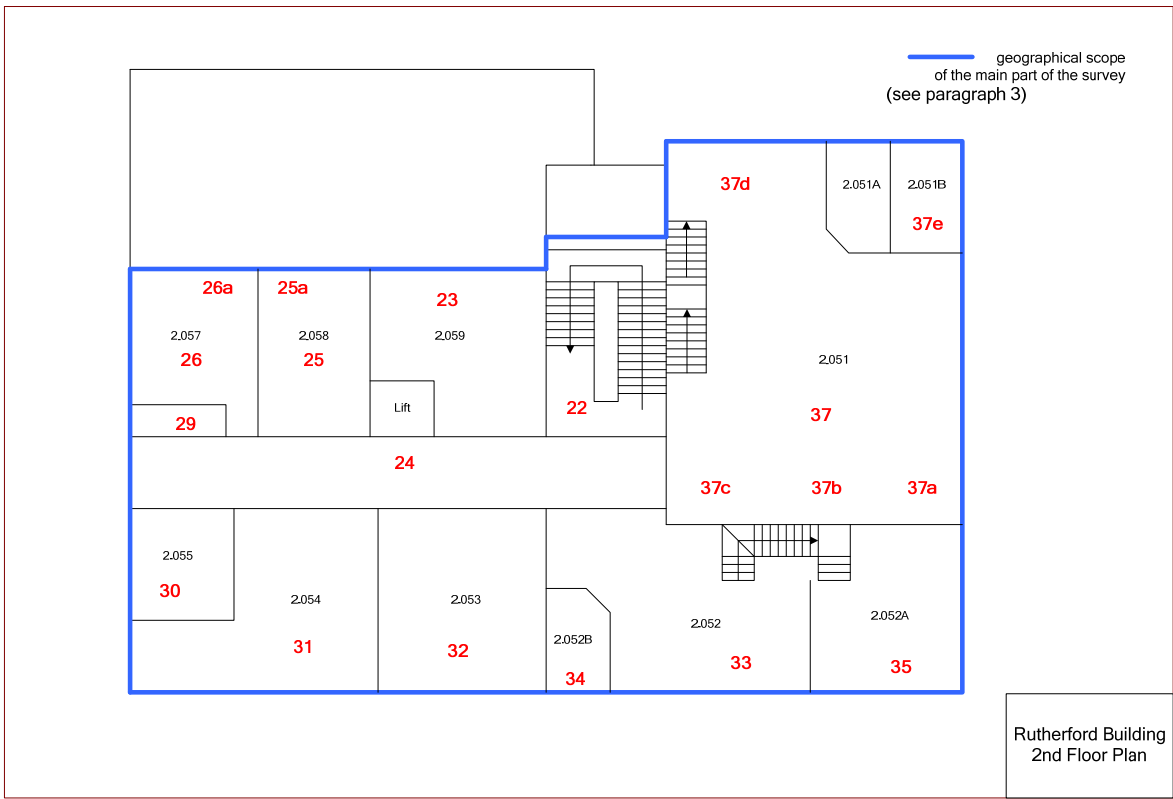 geographical scope
of the main part of the survey
(see paragraph 3)
37d
2.051A
2.051B
37e
26a
25a
23
2.057
2.058
2.059
26
25
2.051
Lift
22
29
37
24
37c
37b
37a
2.055
30
2.054
2.053
31
32
2.052B
34
2.052
33
2.052A
35
Rutherford Building
2nd Floor Plan